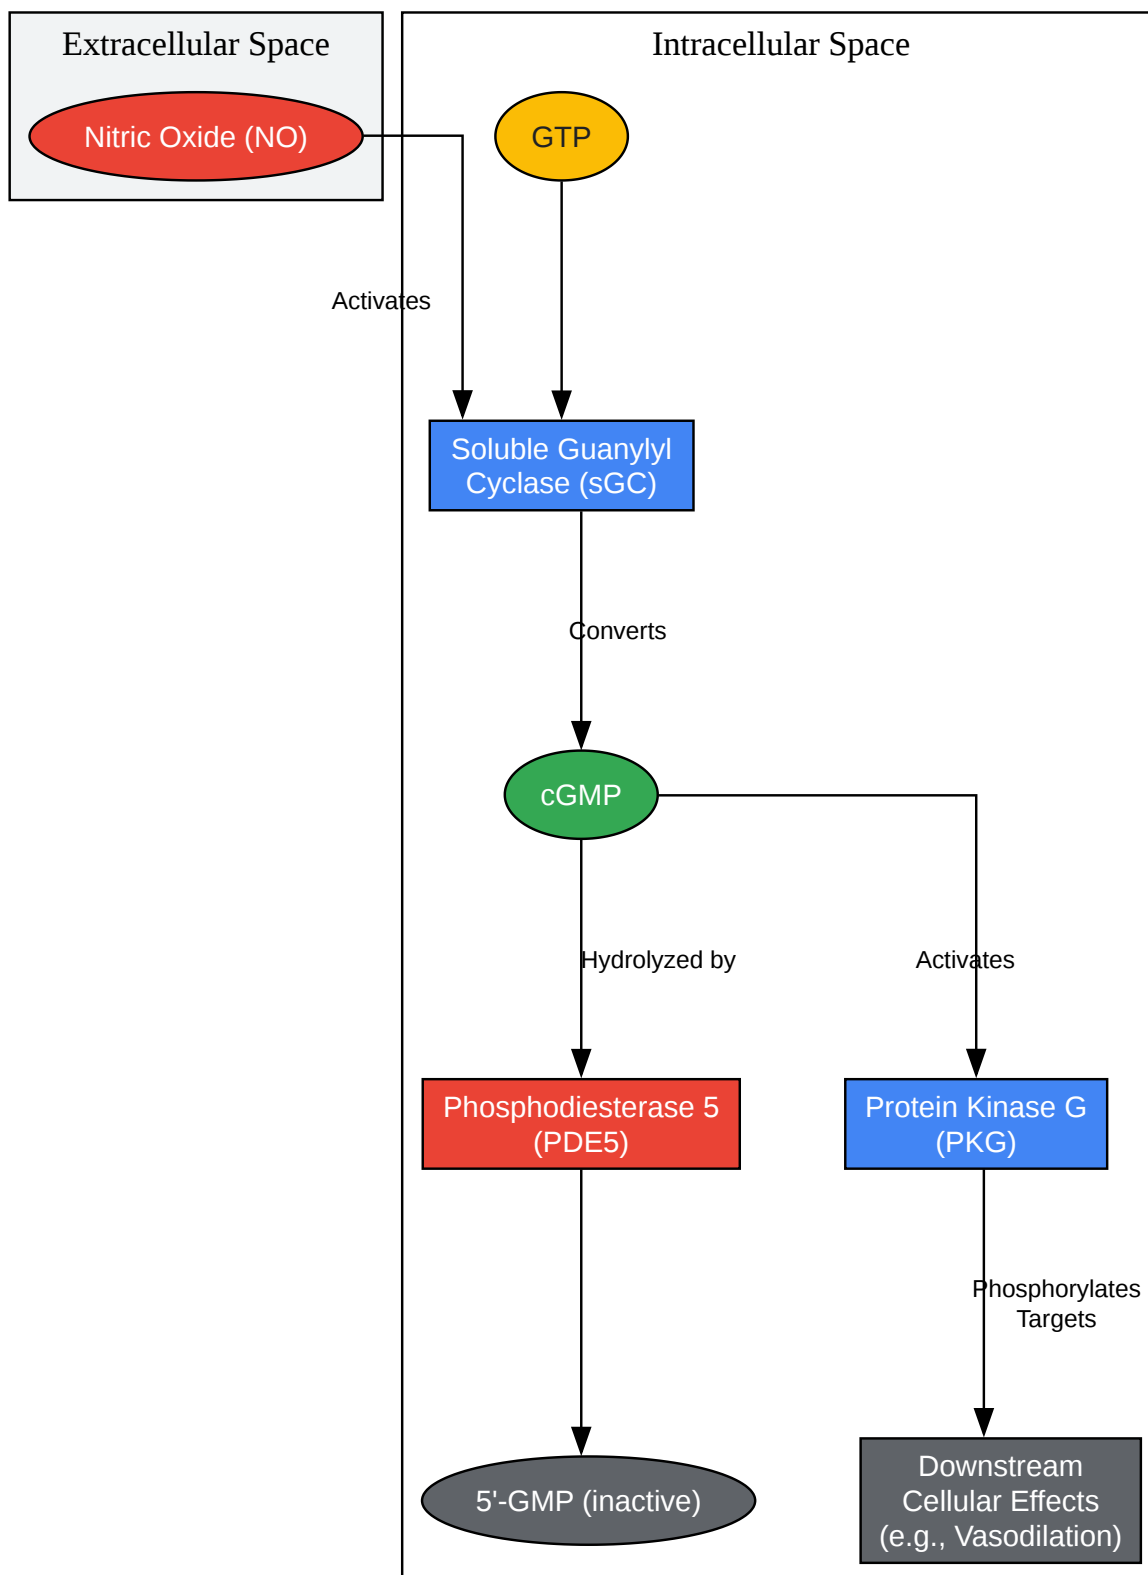 Extracellular Space
Intracellular Space
Nitric Oxide (NO)
GTP
Activates
Soluble Guanylyl
Cyclase (sGC)
Converts
cGMP
Hydrolyzed by
Activates
Phosphodiesterase 5
(PDE5)
Protein Kinase G
(PKG)
Phosphorylates
Targets
5'-GMP (inactive)
Downstream
Cellular Effects
(e.g., Vasodilation)